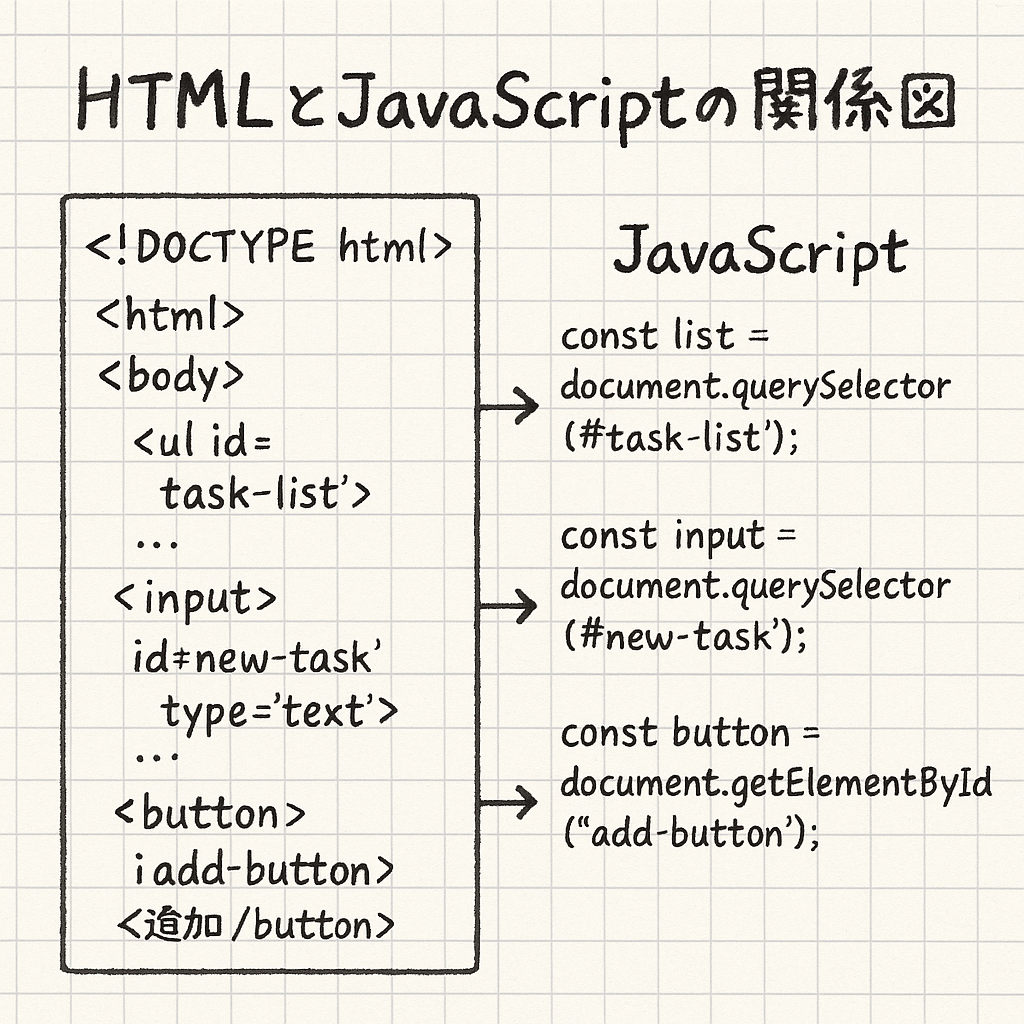 HTMLとJavaScriptの関係図
<!DOCTYPE html>
<html>
<body>
<ul id=
task-list’>
...
<input>
id=new-task’
type=’text’>
...
<button>
i add-button>
<追加 /button>
JavaScript
const list =
document.querySelector
(#task-list’);
const input =
document.querySelector
(#new-task’);
const button =
document.getElementById
(“add-button’);